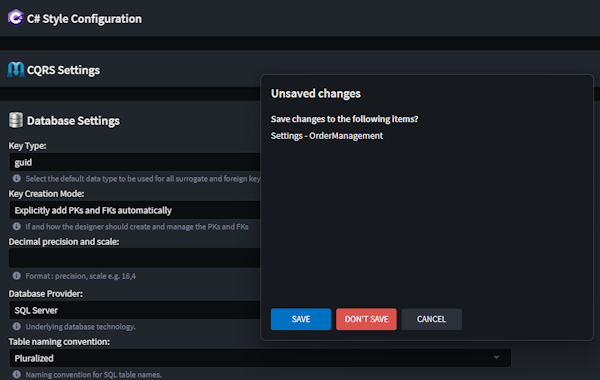 C# Style Configuration
CQRS Settings
Database Settings
Key Type:
guid
Select the default data type to be used for all surrogate and foreign key
Key Creation Mode:
Explicitly add PKs and FKs automatically
If and how the designer should create and manage the PKs and FKs
Decimal precision and scale:
Format : precision, scale e.g. 16,4
Database Provider:
SQL Server
Underlying database technology.
Table naming convention:
Pluralized
Naming convention for SQL table names.
Unsaved changes
Save changes to the following items?
Settings - OrderManagement
SAVE
DON'T SAVE
CANCEL